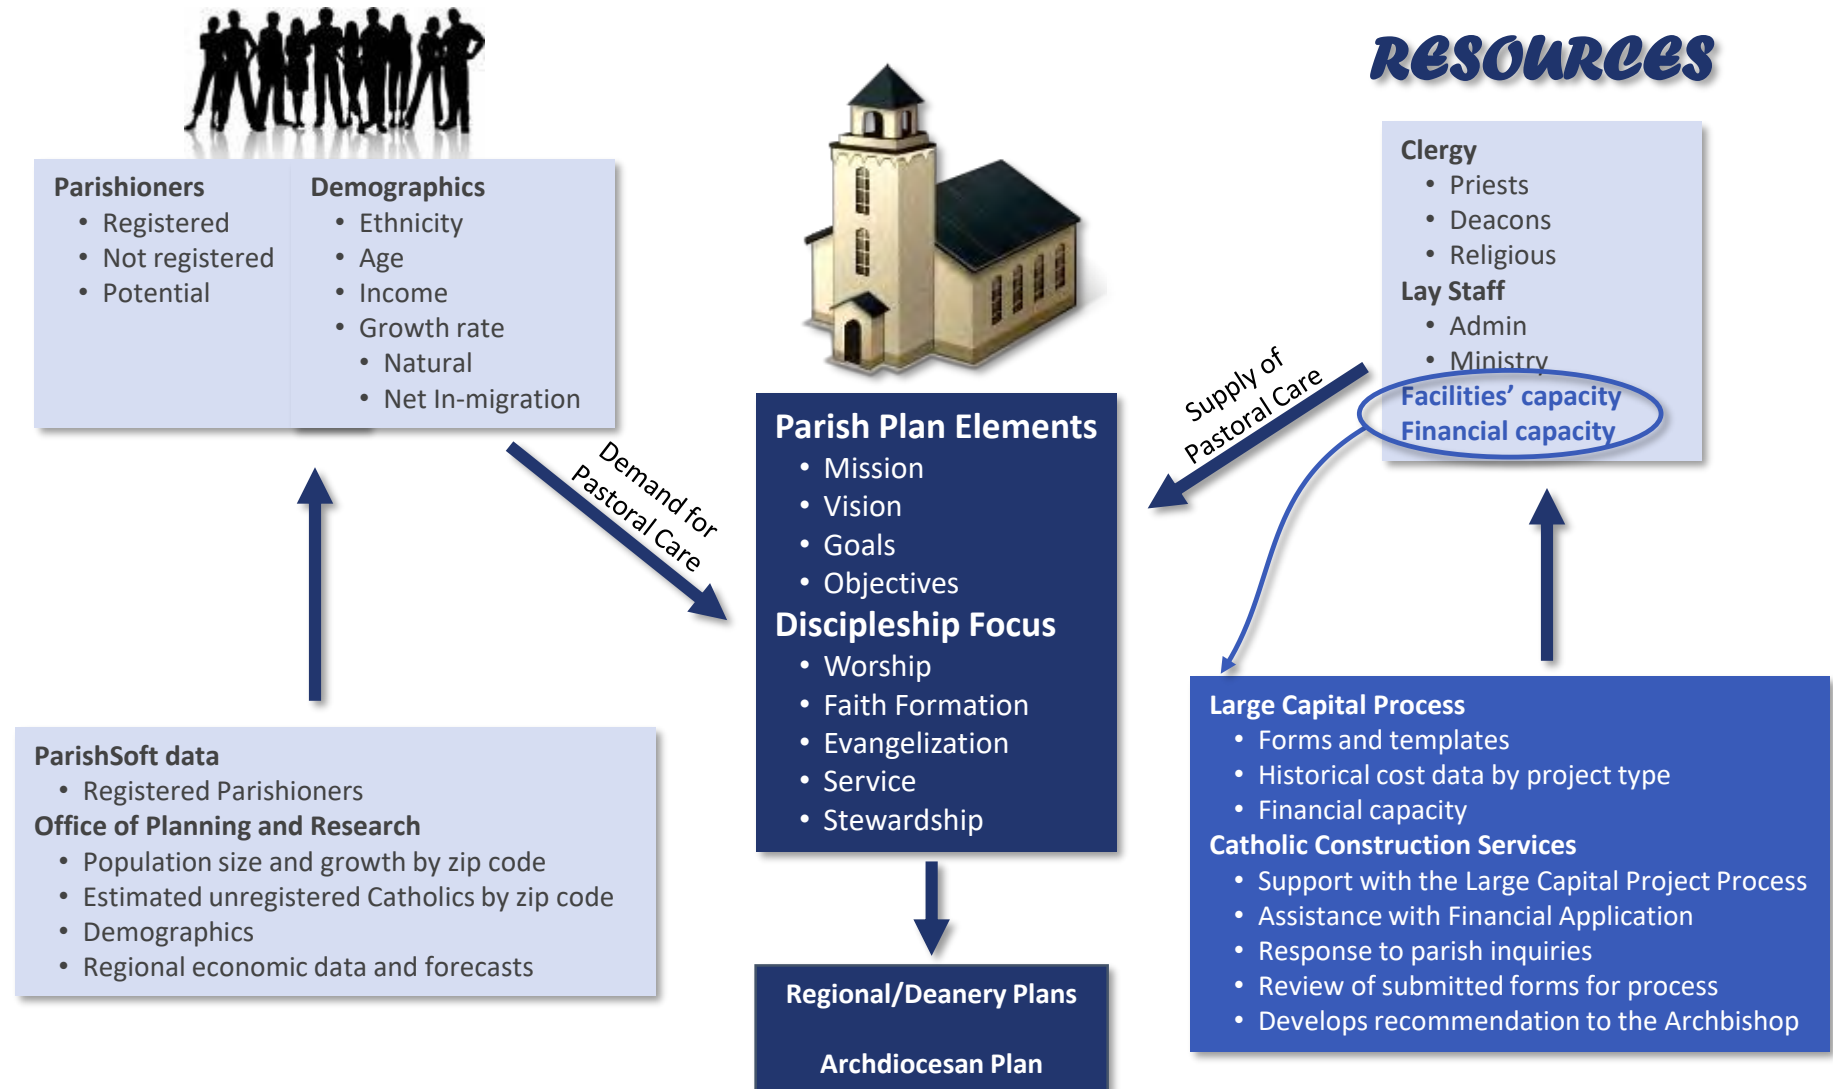 RESOURCES
Parishioners
• Registered
• Not registered
• Potential
Demographics
• Ethnicity
• Age
• Income
• Growth rate
• Natural
• Net In-migration
Demand for
Pastoral Care
ParishSoft data
• Registered Parishioners
Office of Planning and Research
• Population size and growth by zip code
• Estimated unregistered Catholics by zip code
• Demographics
• Regional economic data and forecasts
Parish Plan Elements
• Mission
• Vision
• Goals
• Objectives
Discipleship Focus
• Worship
• Faith Formation
• Evangelization
• Service
• Stewardship
Regional/Deanery Plans
Archdiocesan Plan
Supply of
Pastoral Care
Clergy
• Priests
• Deacons
• Religious
Lay Staff
• Admin
• Ministry
Facilities’ capacity
Financial capacity
Large Capital Process
• Forms and templates
• Historical cost data by project type
• Financial capacity
Catholic Construction Services
• Support with the Large Capital Project Process
• Assistance with Financial Application
• Response to parish inquiries
• Review of submitted forms for process
• Develops recommendation to the Archbishop